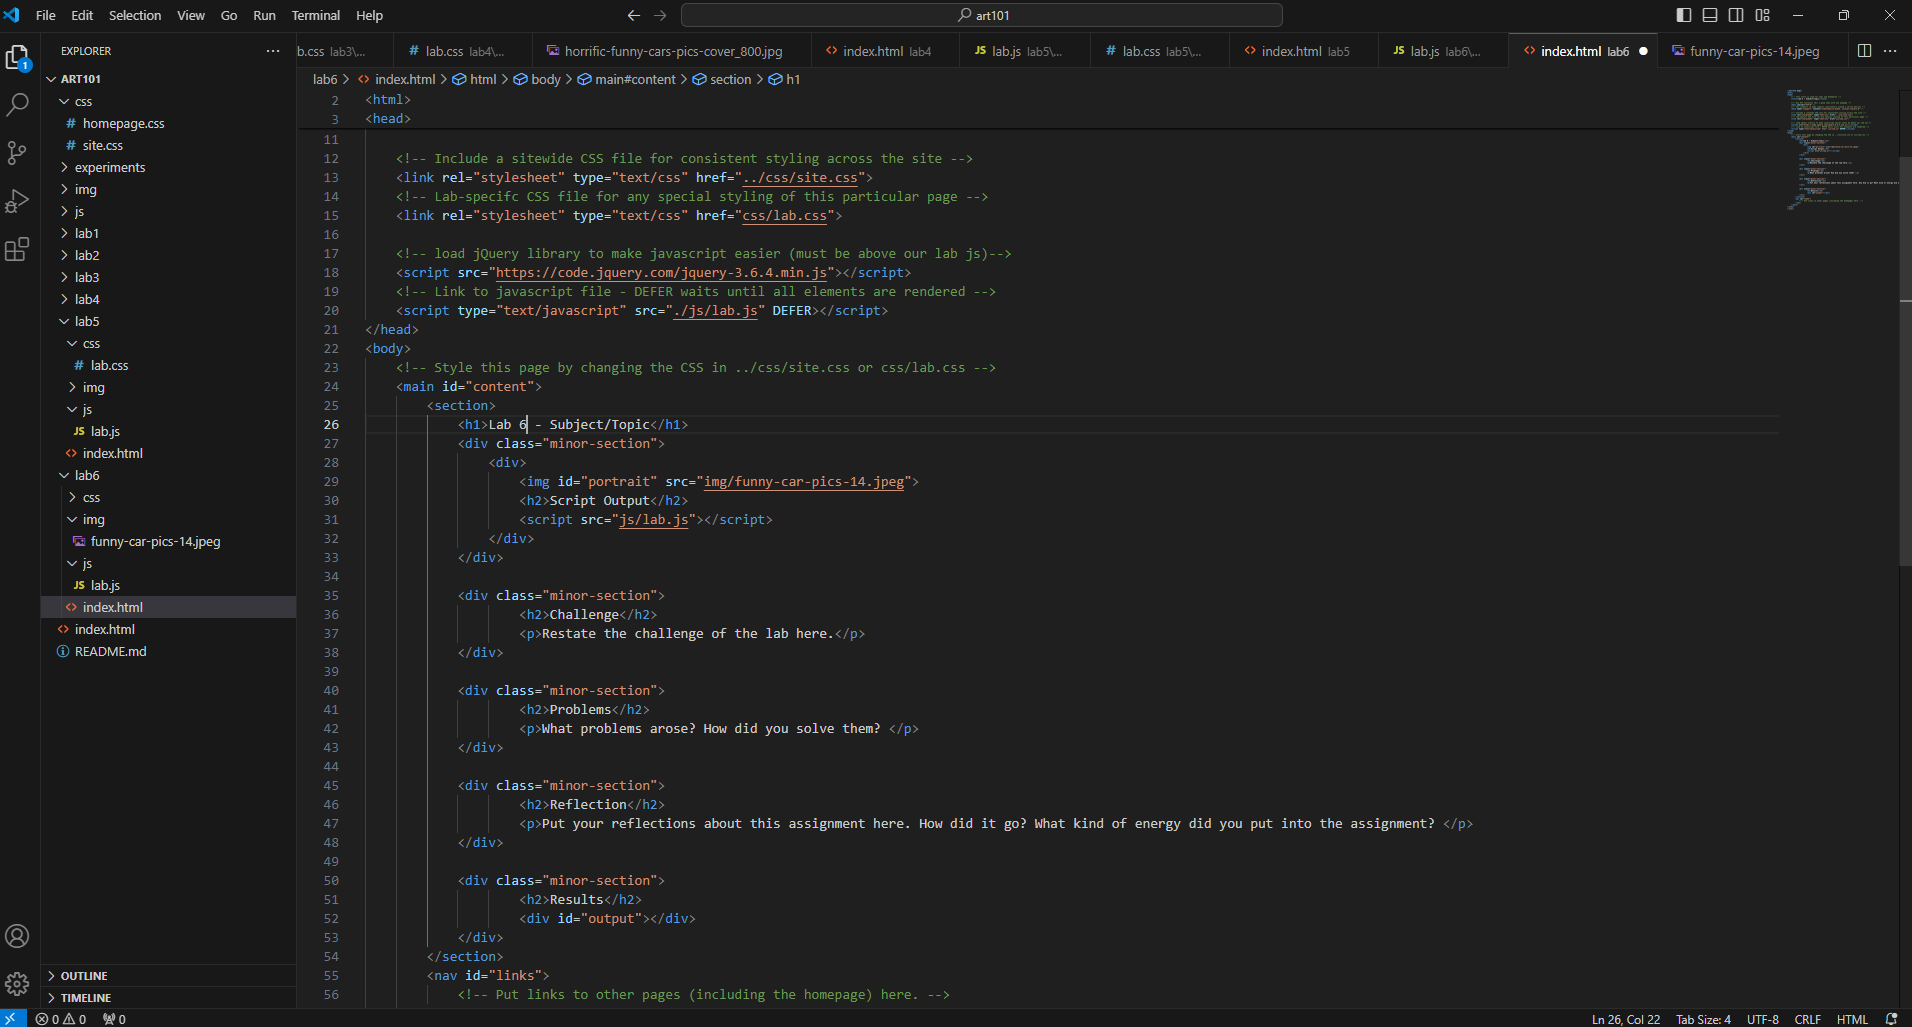 File Edit Selection View Go Run Terminal Help
art101
EXPLORER
ART101
css
homepage.css
site.css
experiments
img
js
lab1
lab2
lab3
lab4
lab5
css
lab.css
img
js
JS lab.js
index.html
lab6
css
img
funny-car-pics-14.jpeg
js
JS lab.js
index.html
index.html
README.md
OUTLINE
TIMELINE
b.css lab3\...
# lab.css lab4\...
horrific-funny-cars-pics-cover_800.jpg
index.html lab4
JS lab.js lab5\...
# lab.css lab5\...
index.html lab5
JS lab.js lab6\...
index.html lab6
funny-car-pics-14.jpeg
lab6 > index.html > html > body > main#content > section > h1
2 <html>
3 <head>
11
12 <!-- Include a sitewide CSS file for consistent styling across the site -->
13 <link rel="stylesheet" type="text/css" href="../css/site.css">
14 <!-- Lab-specifc CSS file for any special styling of this particular page -->
15 <link rel="stylesheet" type="text/css" href="css/lab.css">
16
17 <!-- load jQuery library to make javascript easier (must be above our lab js)-->
18 <script src="https://code.jquery.com/jquery-3.6.4.min.js"></script>
19 <!-- Link to javascript file - DEFER waits until all elements are rendered -->
20 <script type="text/javascript" src="./js/lab.js" DEFER></script>
21 </head>
22 <body>
23 <!-- Style this page by changing the CSS in ../css/site.css or css/lab.css -->
24 <main id="content">
25 <section>
26 <h1>Lab 6 - Subject/Topic</h1>
27 <div class="minor-section">
28 <div>
29 <img id="portrait" src="img/funny-car-pics-14.jpeg">
30 <h2>Script Output</h2>
31 <script src="js/lab.js"></script>
32 </div>
33 </div>
34
35 <div class="minor-section">
36 <h2>Challenge</h2>
37 <p>Restate the challenge of the lab here.</p>
38 </div>
39
40 <div class="minor-section">
41 <h2>Problems</h2>
42 <p>What problems arose? How did you solve them? </p>
43 </div>
44
45 <div class="minor-section">
46 <h2>Reflection</h2>
47 <p>Put your reflections about this assignment here. How did it go? What kind of energy did you put into the assignment? </p>
48 </div>
49
50 <div class="minor-section">
51 <h2>Results</h2>
52 <div id="output"></div>
53 </div>
54 </section>
55 <nav id="links">
56 <!-- Put links to other pages (including the homepage) here. -->
0 0 0
Ln 26, Col 22 Tab Size: 4 UTF-8 CRLF HTML